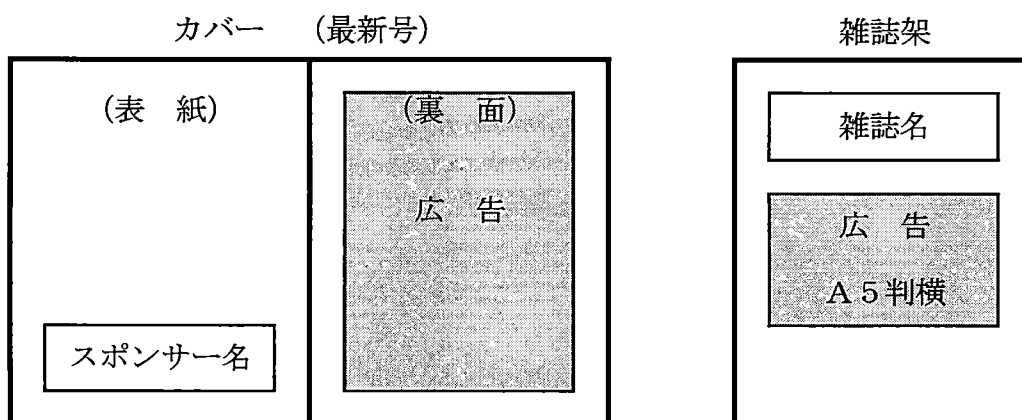 カバー （最新号）
（表 紙）
スポンサー名
（裏 面）
広 告
雑誌架
雑誌名
広 告
Ａ５判横